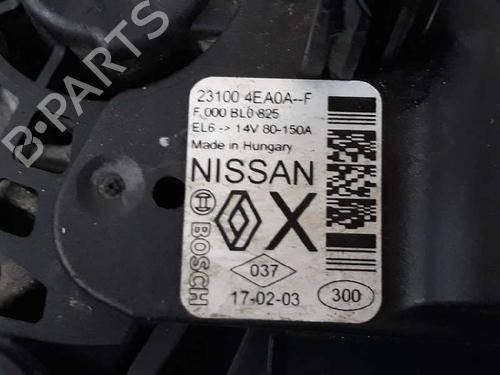 B-PARTS
23100 4EA0A--F
F 000 BL0 825
EL6 -> 14V 80-150A
Made in Hungary
NISSAN
BOSCH
X
037
17-02-03
300